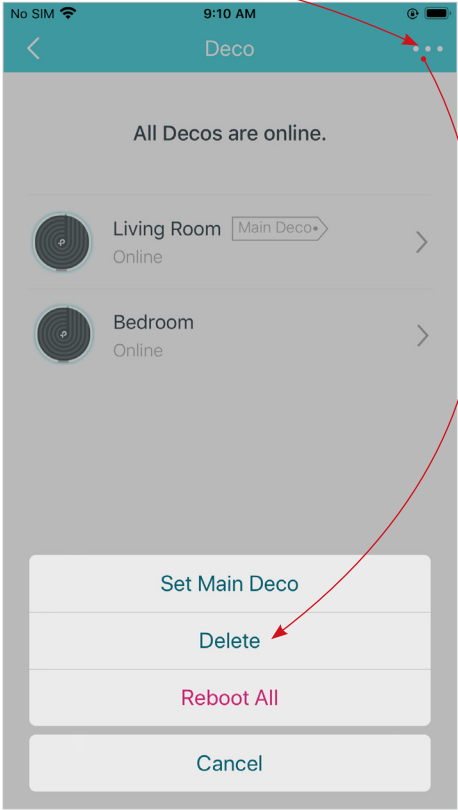 No SIM 9:10 AM
Deco
All Decos are online.
Living Room Main Deco
Online
Bedroom
Online
Set Main Deco
Delete
Reboot All
Cancel